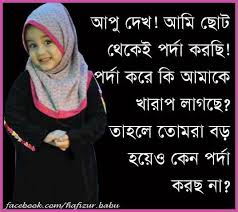 আপু দেখ! আমি ছোট
থেকেই পর্দা করছি!
পর্দা করে কি আমাকে
খারাপ লাগছে?
তাহলে তোমরা বড়
হয়েও কেন পর্দা
করছ না?
facebook.com/hafizur.babu